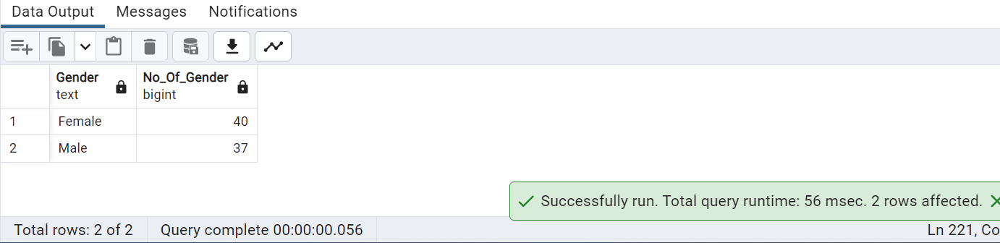 Data Output Messages Notifications
Gender No_Of_Gender
text bigint
1 Female 40
2 Male 37
Successfully run. Total query runtime: 56 msec. 2 rows affected.
Total rows: 2 of 2 Query complete 00:00:00.056 Ln 221, Co